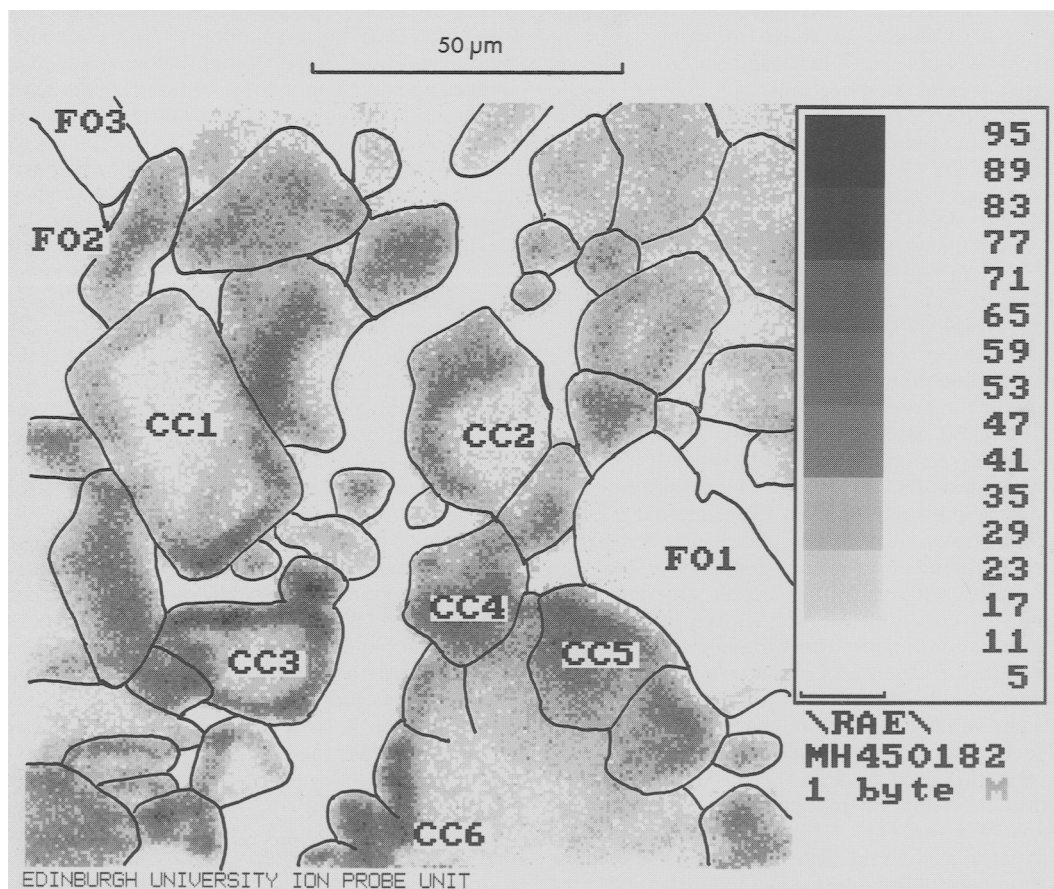 50 µm
FO3
FO2
CC1
CC2
FO1
CC4
CC5
CC3
CC6
95
89
83
77
71
65
59
53
47
41
35
29
23
17
11
5
\RAE\
MH450182
1 byte M
EDINBURGH UNIVERSITY ION PROBE UNIT